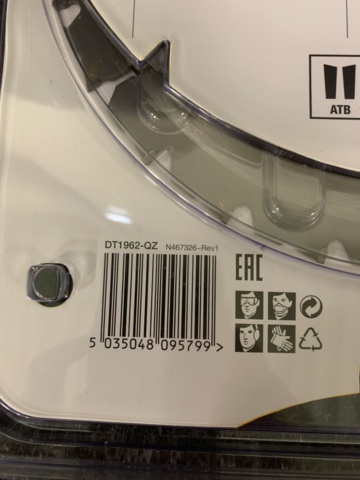 ATB
DT1962-QZ N467326-Rev1
EAC
5 035048 095799 >